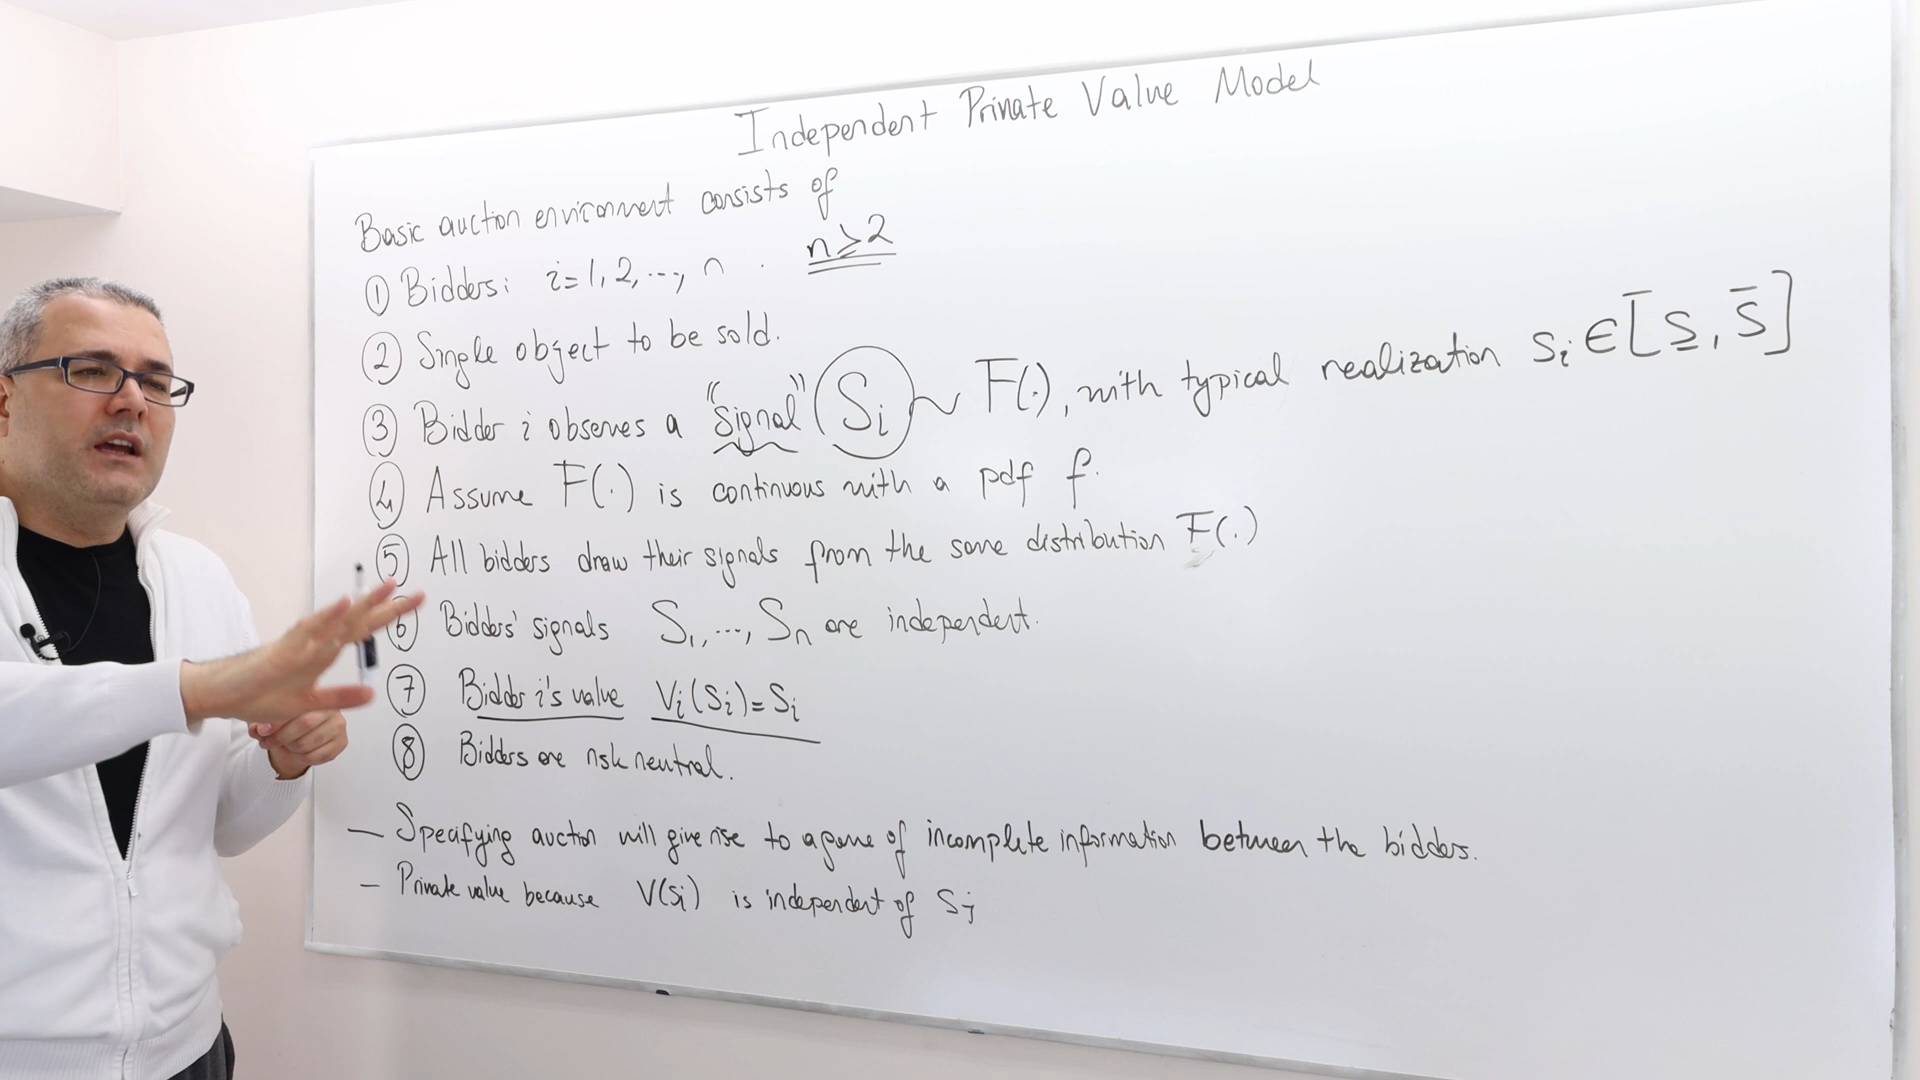 Independent Private Value Model
Basic auction environment consists of
① Bidders: i=1,2,...,n. n≥2
② Single object to be sold.
③ Bidder i observes a "signal" Si ~ F(.), with typical realization si ∈ [s̲, s̄]
④ Assume F(.) is continuous with a pdf f.
⑤ All bidders draw their signals from the same distribution F(.)
⑥ Bidders' signals S1,...,Sn are independent.
⑦ Bidder i's value Vi(Si)=Si
⑧ Bidders are risk neutral.
— Specifying auction will give rise to a game of incomplete information between the bidders.
— Private value because V(si) is independent of sj